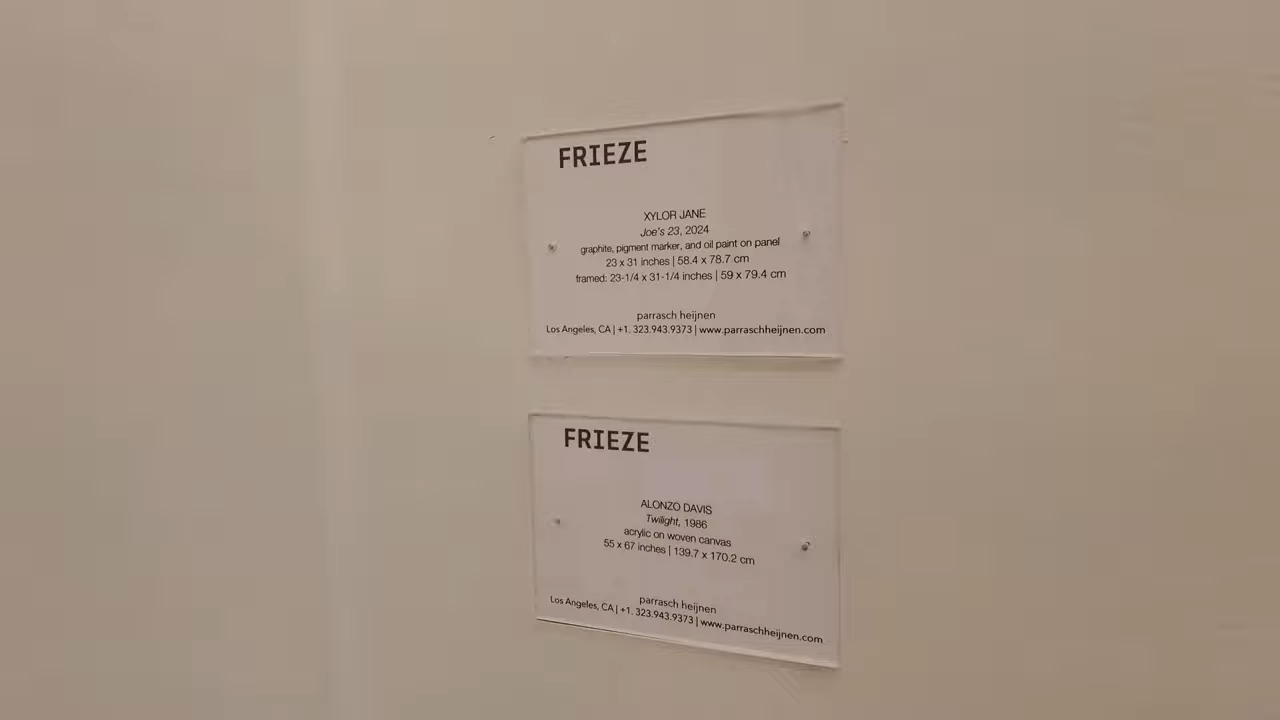 FRIEZE
XYLOR JANE
Joe's 23, 2024
graphite, pigment marker, and oil paint on panel
23 x 31 inches | 58.4 x 78.7 cm
framed: 23-1/4 x 31-1/4 inches | 59 x 79.4 cm
parrasch heijnen
Los Angeles, CA | +1. 323.943.9373 | www.parraschheijnen.com
FRIEZE
ALONZO DAVIS
Twilight, 1986
acrylic on woven canvas
55 x 67 inches | 139.7 x 170.2 cm
parrasch heijnen
Los Angeles, CA | +1. 323.943.9373 | www.parraschheijnen.com